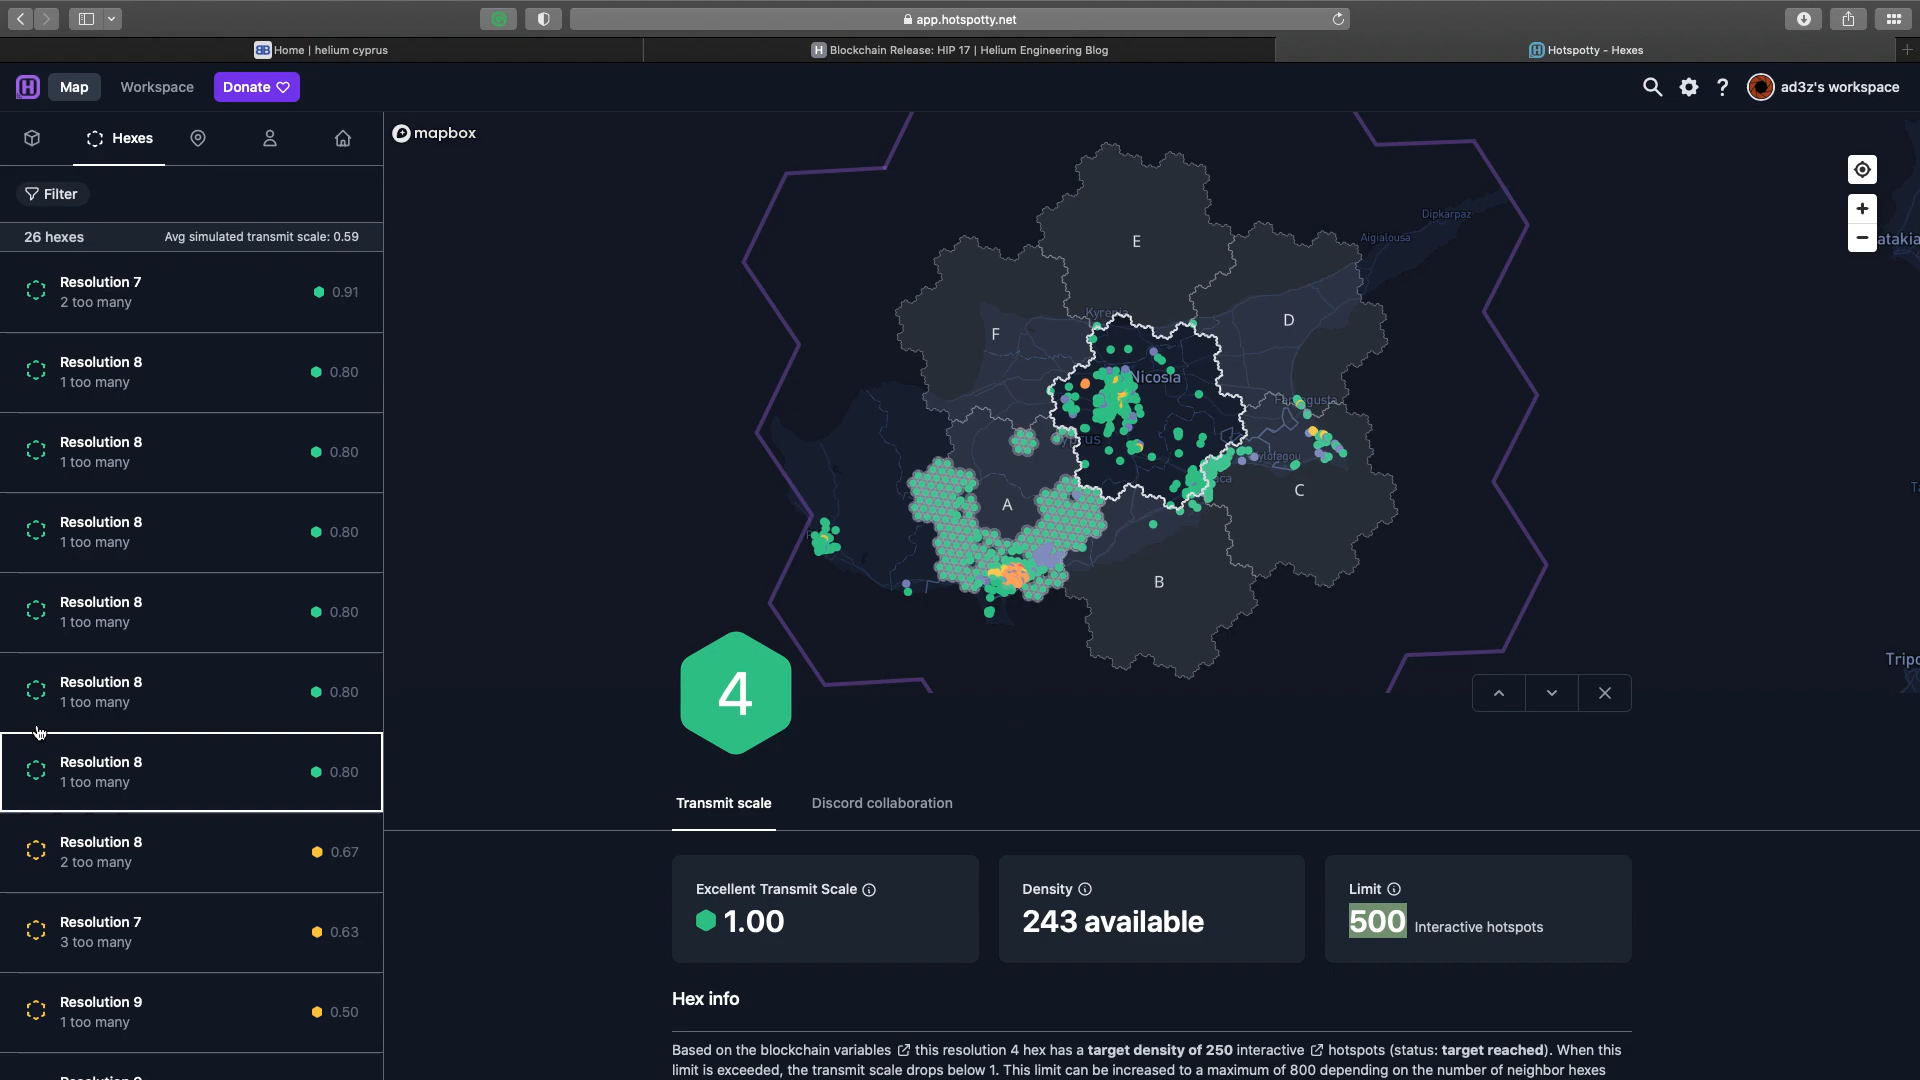 app.hotspotty.net
Home | helium cyprus
Blockchain Release: HIP 17 | Helium Engineering Blog
Hotspotty - Hexes
Map
Workspace
Donate
ad3z's workspace
Hexes
mapbox
Filter
26 hexes
Avg simulated transmit scale: 0.59
Resolution 7
2 too many
0.91
Resolution 8
1 too many
0.80
Resolution 8
1 too many
0.80
Resolution 8
1 too many
0.80
Resolution 8
1 too many
0.80
Resolution 8
1 too many
0.80
Resolution 8
1 too many
0.80
Resolution 8
2 too many
0.67
Resolution 7
3 too many
0.63
Resolution 9
1 too many
0.50
Dipkarpaz
Aigialousa
atakia
E
D
F
Nicosia
A
C
B
4
Transmit scale
Discord collaboration
Excellent Transmit Scale
1.00
Density
243 available
Limit
500 Interactive hotspots
Hex info
Based on the blockchain variables this resolution 4 hex has a target density of 250 interactive hotspots (status: target reached). When this
limit is exceeded, the transmit scale drops below 1. This limit can be increased to a maximum of 800 depending on the number of neighbor hexes